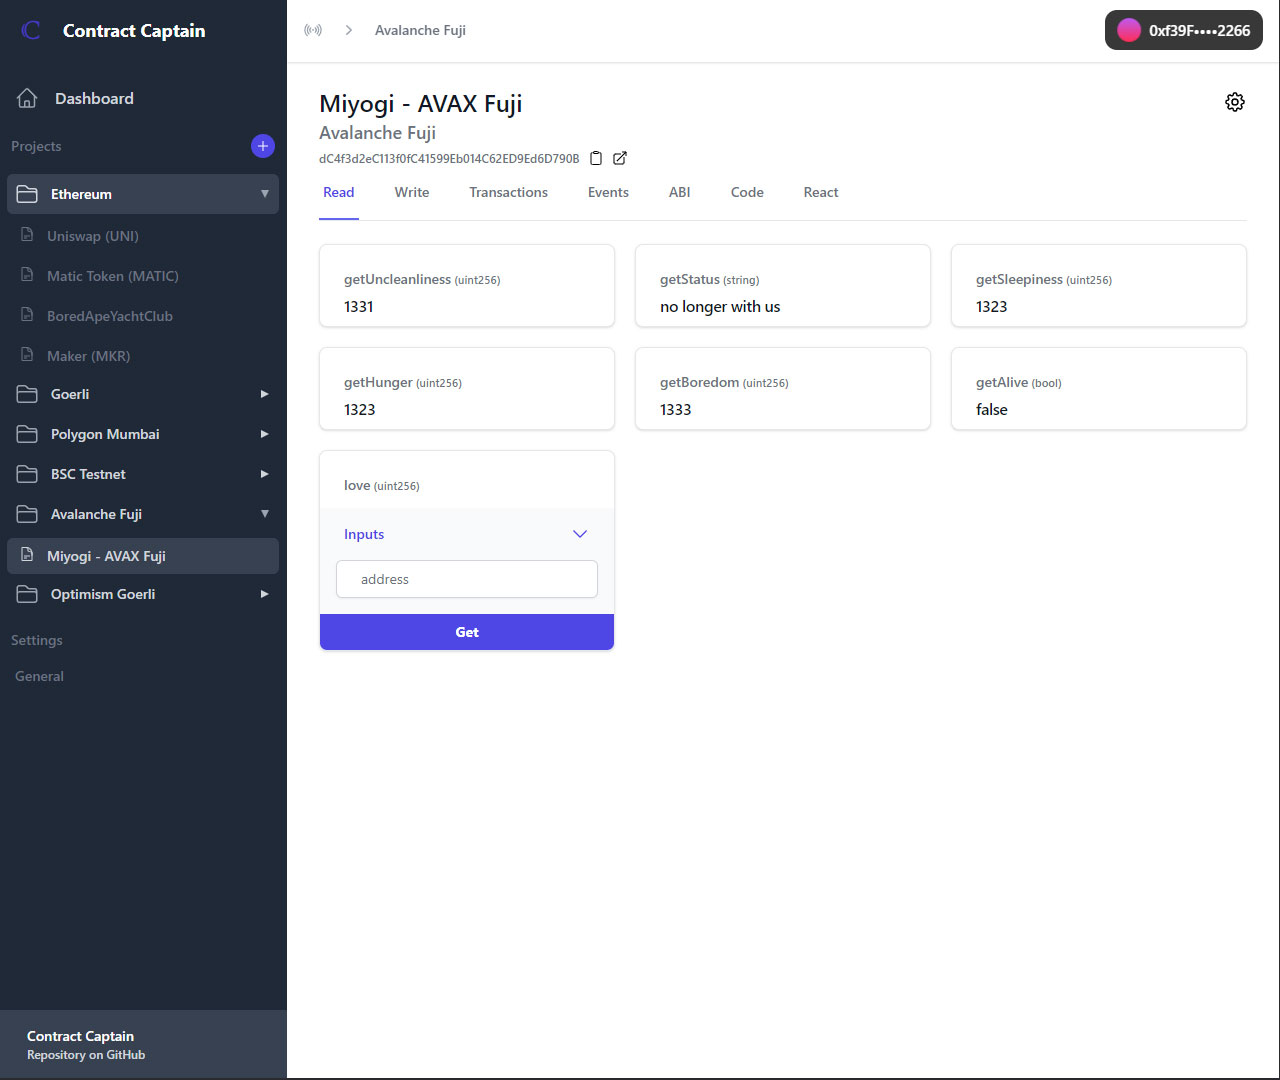 Contract Captain
Dashboard
Projects
Ethereum
Uniswap (UNI)
Matic Token (MATIC)
BoredApeYachtClub
Maker (MKR)
Goerli
Polygon Mumbai
BSC Testnet
Avalanche Fuji
Miyogi - AVAX Fuji
Optimism Goerli
Settings
General
Contract Captain
Repository on GitHub
Avalanche Fuji
0xf39F••••2266
Miyogi - AVAX Fuji
Avalanche Fuji
dC4f3d2eC113f0fC41599Eb014C62ED9Ed6D790B
Read Write Transactions Events ABI Code React
getUncleanliness (uint256)
1331
getStatus (string)
no longer with us
getSleepiness (uint256)
1323
getHunger (uint256)
1323
getBoredom (uint256)
1333
getAlive (bool)
false
love (uint256)
Inputs
address
Get